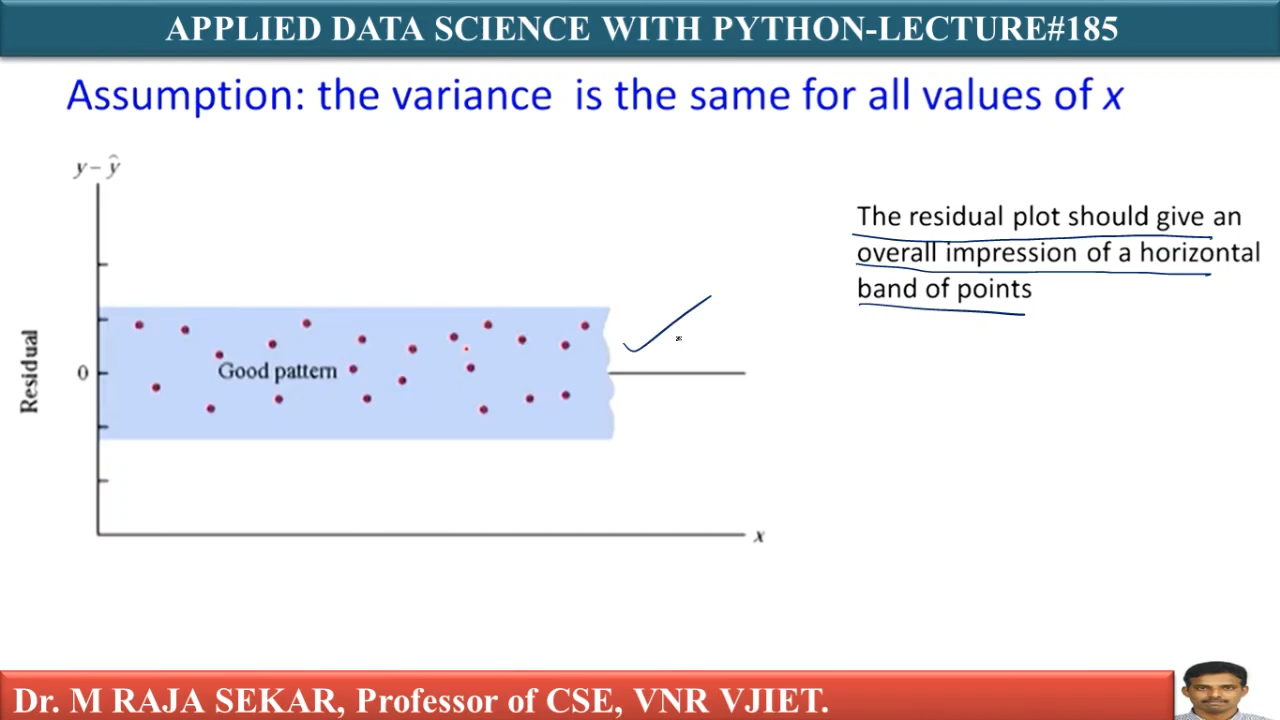 APPLIED DATA SCIENCE WITH PYTHON-LECTURE#185
Assumption: the variance is the same for all values of x
y – ŷ
The residual plot should give an
overall impression of a horizontal
band of points
Residual
0
Good pattern
x
Dr. M RAJA SEKAR, Professor of CSE, VNR VJIET.